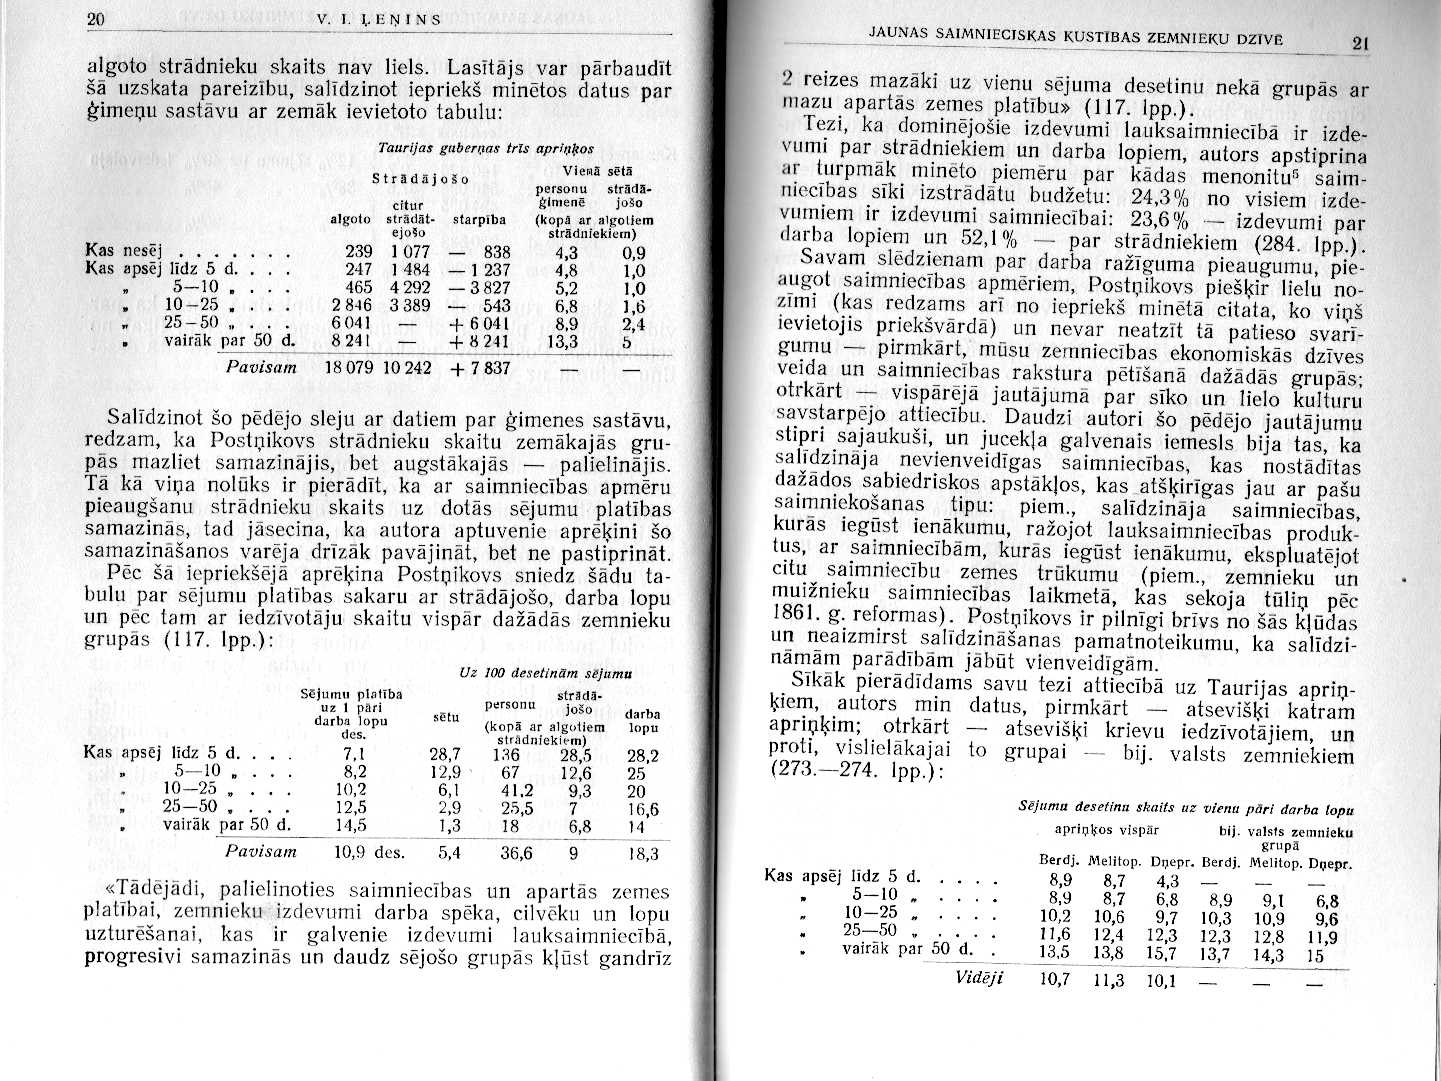 20
V. I. ĻEŅINS
algoto strādnieku skaits nav liels. Lasītājs var pārbaudīt
šā uzskata pareizību, salīdzinot iepriekš minētos datus par
ģimeņu sastāvu ar zemāk ievietoto tabulu:
Taurijas guberņas trīs apriņķos
Strādājošo
Vienā sētā
algoto
citur strādāt-
ejošo
starpība
personu ģimenē
strādā-
jošo
(kopā ar algotiem
strādniekiem)
Kas nesēj . . . . . . . 239 1 077 — 838 4,3 0,9
Kas apsēj līdz 5 d. . . . 247 1 484 — 1 237 4,8 1,0
„ 5—10 „ . . . 465 4 292 — 3 827 5,2 1,0
„ 10—25 „ . . . 2 846 3 389 — 543 6,8 1,6
„ 25—50 „ . . . 6 041 — + 6 041 8,9 2,4
„ vairāk par 50 d. 8 241 — + 8 241 13,3 5
Pavisam 18 079 10 242 + 7 837 — —
Salīdzinot šo pēdējo sleju ar datiem par ģimenes sastāvu,
redzam, ka Postņikovs strādnieku skaitu zemākajās gru-
pās mazliet samazinājis, bet augstākajās — palielinājis.
Tā kā viņa nolūks ir pierādīt, ka ar saimniecības apmēru
pieaugšanu strādnieku skaits uz dotās sējumu platības
samazinās, tad jāsecina, ka autora aptuvenie aprēķini šo
samazināšanos varēja drīzāk pavājināt, bet ne pastiprināt.
Pēc šā iepriekšējā aprēķina Postņikovs sniedz šādu ta-
bulu par sējumu platības sakaru ar strādājošo, darba lopu
un pēc tam ar iedzīvotāju skaitu vispār dažādās zemnieku
grupās (117. lpp.):
Uz 100 desetinām sējumu
Sējumu platība
uz 1 pāri
darba lopu
des.
sētu
personu
strādā-
jošo
(kopā ar algotiem
strādniekiem)
darba
lopu
Kas apsēj līdz 5 d. . . . 7,1 28,7 136 28,5 28,2
„ 5—10 „ . . . 8,2 12,9 67 12,6 25
„ 10—25 „ . . . 10,2 6,1 41,2 9,3 20
„ 25—50 „ . . . 12,5 2,9 25,5 7 16,6
„ vairāk par 50 d. 14,5 1,3 18 6,8 14
Pavisam 10,9 des. 5,4 36,6 9 18,3
«Tādējādi, palielinoties saimniecības un apartās zemes
platībai, zemnieku izdevumi darba spēka, cilvēku un lopu
uzturēšanai, kas ir galvenie izdevumi lauksaimniecībā,
progresivi samazinās un daudz sējošo grupās kļūst gandrīz
JAUNAS SAIMNIECISKAS KUSTĪBAS ZEMNIEKU DZĪVĒ
21
2 reizes mazāki uz vienu sējuma desetinu nekā grupās ar
mazu apartās zemes platību» (117. lpp.).
Tezi, ka dominējošie izdevumi lauksaimniecībā ir izde-
vumi par strādniekiem un darba lopiem, autors apstiprina
ar turpmāk minēto piemēru par kādas menonitu⁵ saim-
niecības sīki izstrādātu budžetu: 24,3% no visiem izde-
vumiem ir izdevumi saimniecībai: 23,6% — izdevumi par
darba lopiem un 52,1% — par strādniekiem (284. lpp.).
Savam slēdzienam par darba ražīguma pieaugumu, pie-
augot saimniecības apmēriem, Postņikovs piešķir lielu no-
zīmi (kas redzams arī no iepriekš minētā citata, ko viņš
ievietojis priekšvārdā) un nevar neatzīt tā patieso svarī-
gumu — pirmkārt, mūsu zemniecības ekonomiskās dzīves
veida un saimniecības rakstura pētīšanā dažādās grupās;
otrkārt — vispārējā jautājumā par sīko un lielo kulturu
savstarpējo attiecību. Daudzi autori šo pēdējo jautājumu
stipri sajaukuši, un jucekļa galvenais iemesls bija tas, ka
salīdzināja nevienveidīgas saimniecības, kas nostādītas
dažādos sabiedriskos apstākļos, kas atšķirīgas jau ar pašu
saimniekošanas tipu: piem., salīdzināja saimniecības,
kurās iegūst ienākumu, ražojot lauksaimniecības produk-
tus, ar saimniecībām, kurās iegūst ienākumu, ekspluatējot
citu saimniecību zemes trūkumu (piem., zemnieku un
muižnieku saimniecības laikmetā, kas sekoja tūliņ pēc
1861. g. reformas). Postņikovs ir pilnīgi brīvs no šās kļūdas
un neaizmirst salīdzināšanas pamatnoteikumu, ka salīdzi-
nāmām parādībām jābūt vienveidīgām.
Sīkāk pierādīdams savu tezi attiecībā uz Taurijas apriņ-
ķiem, autors min datus, pirmkārt — atsevišķi katram
apriņķim; otrkārt — atsevišķi krievu iedzīvotājiem, un
proti, vislielākajai to grupai — bij. valsts zemniekiem
(273.—274. lpp.):
Sējumu desetinu skaits uz vienu pāri darba lopu
apriņķos vispār
bij. valsts zemnieku
grupā
Berdj. Melitop. Dņepr. Berdj. Melitop. Dņepr.
Kas apsēj līdz 5 d. . . . . . 8,9 8,7 4,3 — — —
„ 5—10 „ . . . . 8,9 8,7 6,8 8,9 9,1 6,8
„ 10—25 „ . . . . 10,2 10,6 9,7 10,3 10,9 9,6
„ 25—50 „ . . . . 11,6 12,4 12,3 12,3 12,8 11,9
„ vairāk par 50 d. . 13,5 13,8 15,7 13,7 14,3 15
Vidēji 10,7 11,3 10,1 — — —